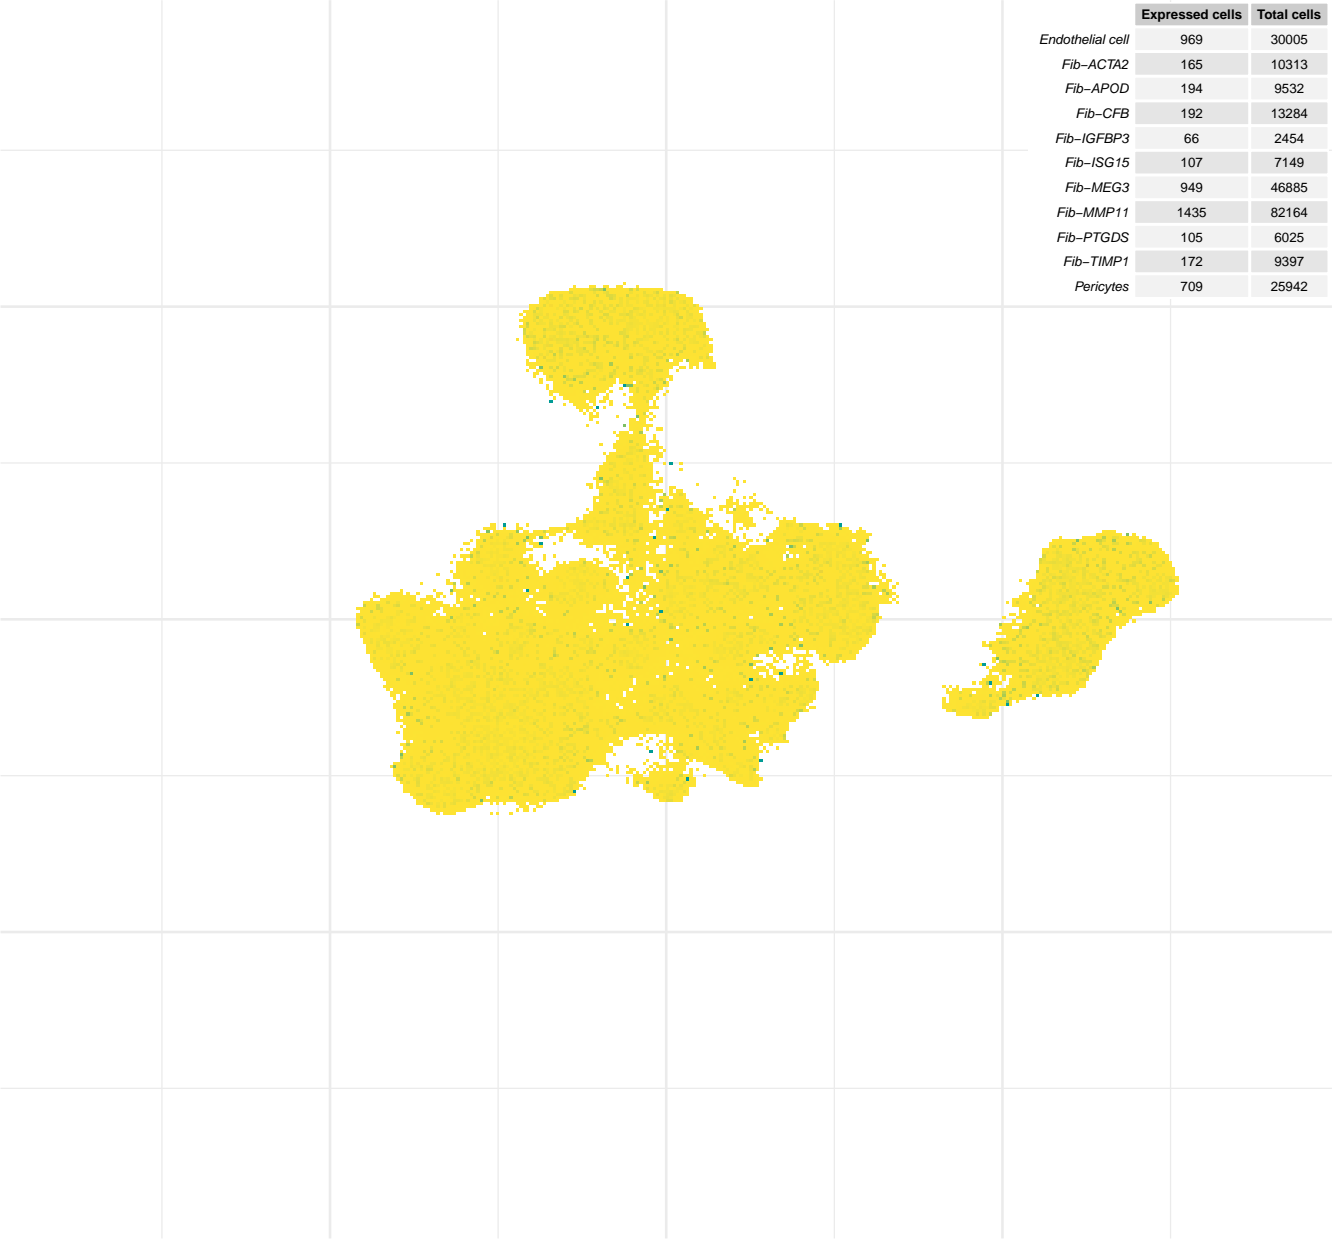 Expressed cells Total cells
Endothelial cell 969 30005
Fib−ACTA2 165 10313
Fib−APOD 194 9532
Fib−CFB 192 13284
Fib−IGFBP3 66 2454
Fib−ISG15 107 7149
Fib−MEG3 949 46885
Fib−MMP11 1435 82164
Fib−PTGDS 105 6025
Fib−TIMP1 172 9397
Pericytes 709 25942